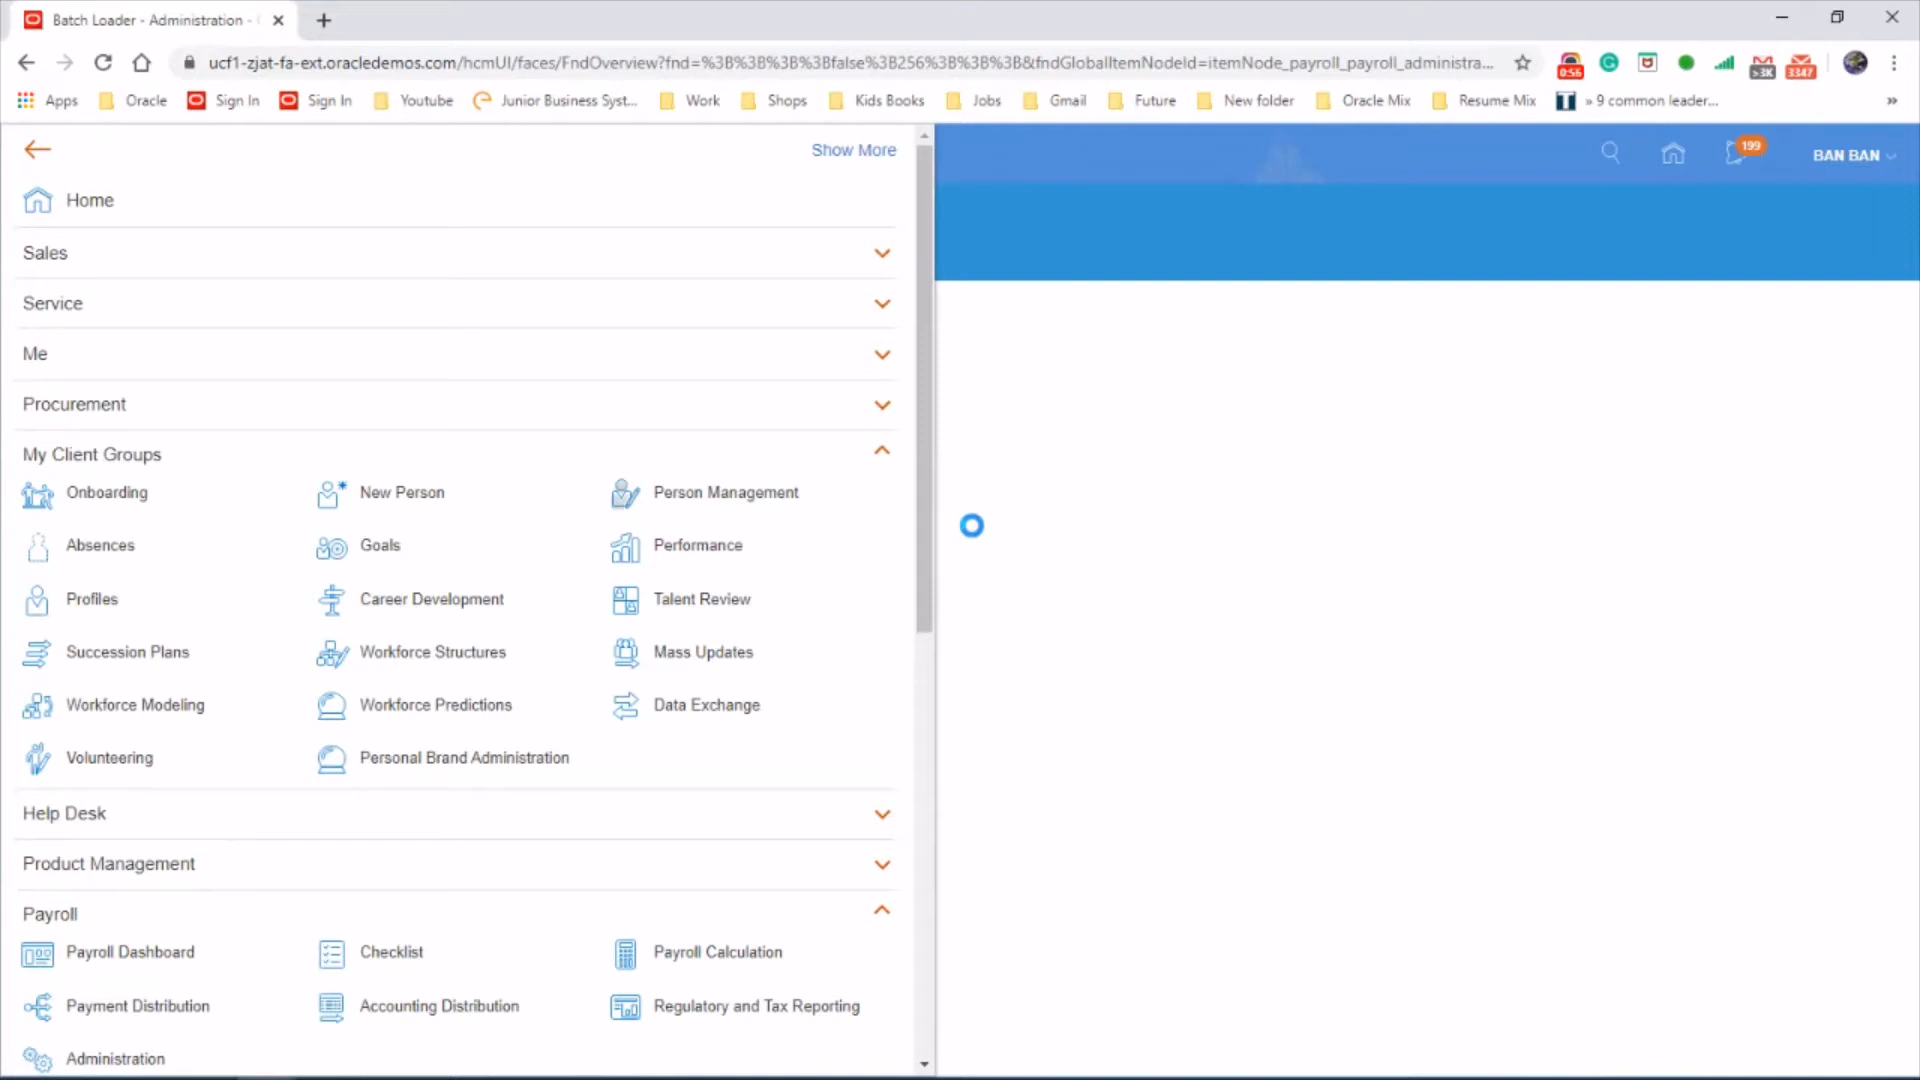 Batch Loader - Administration -
ucf1-zjat-fa-ext.oracledemos.com/hcmUI/faces/FndOverview?fnd=%3B%3B%3B%3Bfalse%3B256%3B%3B%3B&fndGlobalItemNodeId=itemNode_payroll_payroll_administra...
0:56
>3K
3347
Apps
Oracle
Sign In
Sign In
Youtube
Junior Business Syst...
Work
Shops
Kids Books
Jobs
Gmail
Future
New folder
Oracle Mix
Resume Mix
» 9 common leader...
»
Show More
199
BAN BAN
Home
Sales
Service
Me
Procurement
My Client Groups
Onboarding
New Person
Person Management
Absences
Goals
Performance
Profiles
Career Development
Talent Review
Succession Plans
Workforce Structures
Mass Updates
Workforce Modeling
Workforce Predictions
Data Exchange
Volunteering
Personal Brand Administration
Help Desk
Product Management
Payroll
Payroll Dashboard
Checklist
Payroll Calculation
Payment Distribution
Accounting Distribution
Regulatory and Tax Reporting
Administration